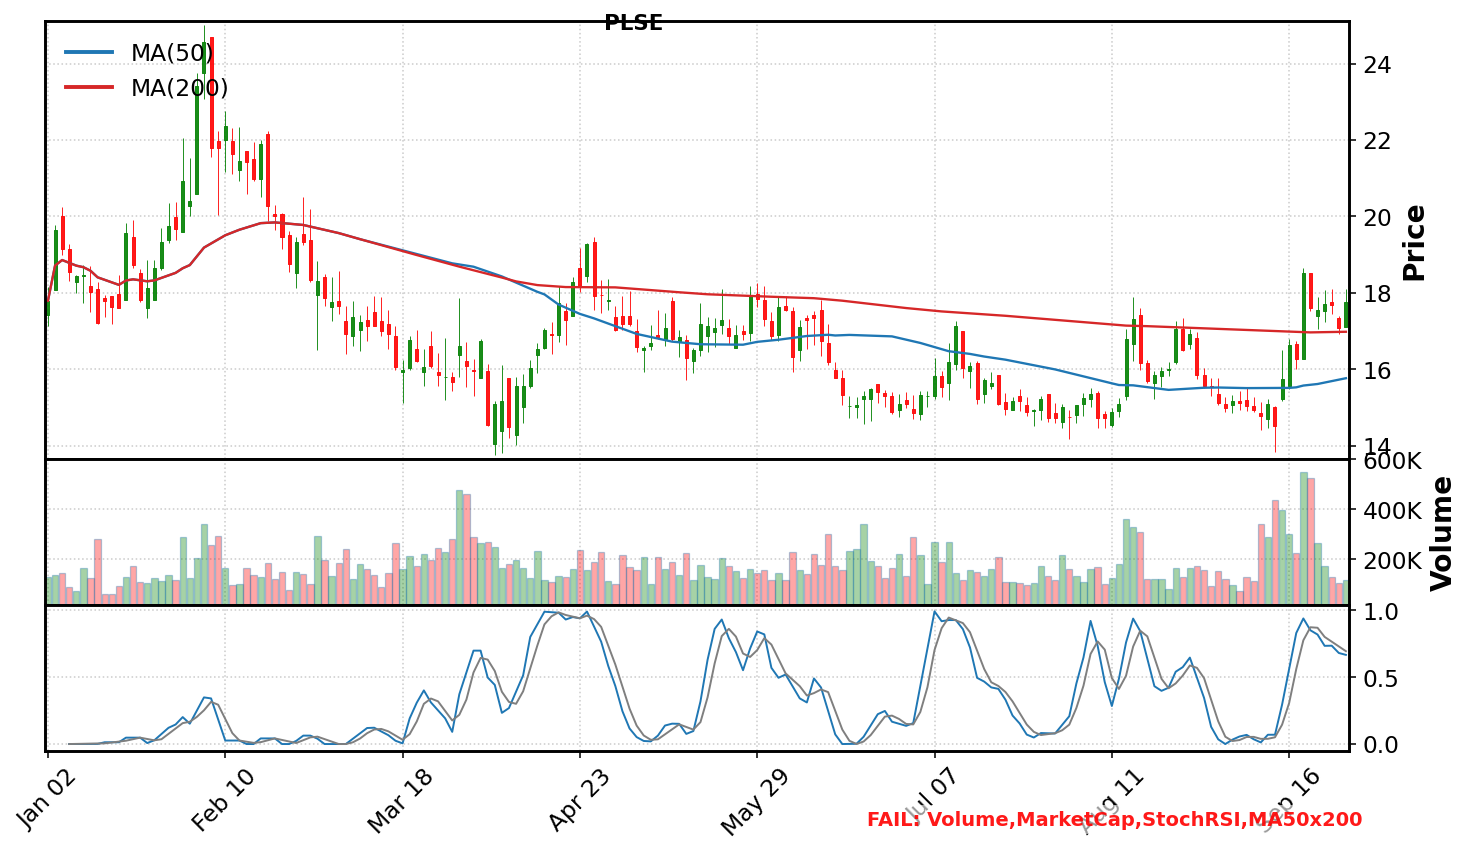 PLSE
MA(50)
MA(200)
24
22
20
18
16
14
Price
600K
400K
200K
Volume
1.0
0.5
0.0
Jan 02
Feb 10
Mar 18
Apr 23
May 29
Jul 07
Aug 11
Sep 16
FAIL: Volume,MarketCap,StochRSI,MA50x200